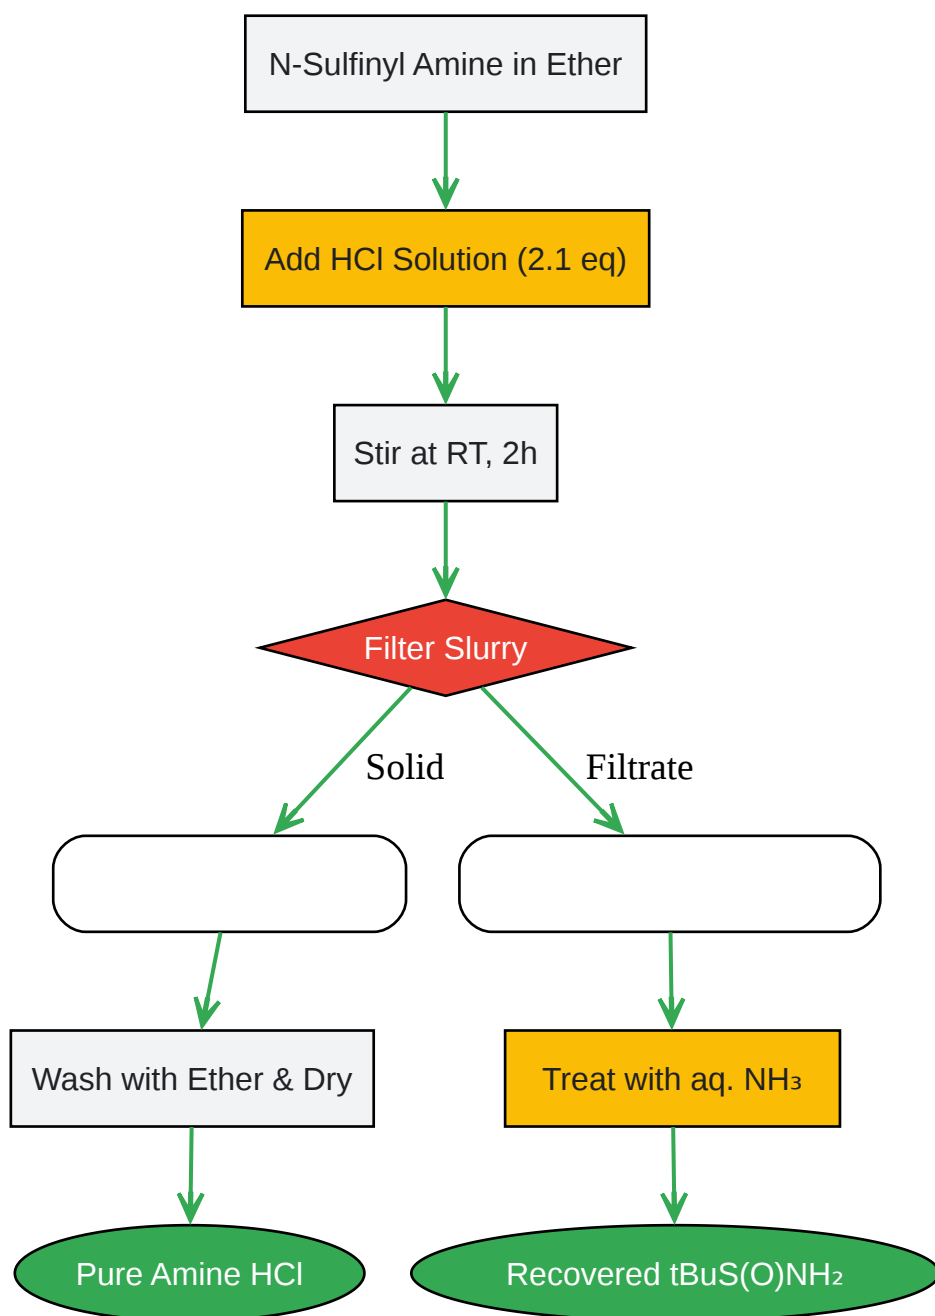 N-Sulfinyl Amine in Ether
Add HCl Solution (2.1 eq)
Stir at RT, 2h
Filter Slurry
Solid
Filtrate
Wash with Ether & Dry
Treat with aq. NH₃
Pure Amine HCl
Recovered tBuS(O)NH₂